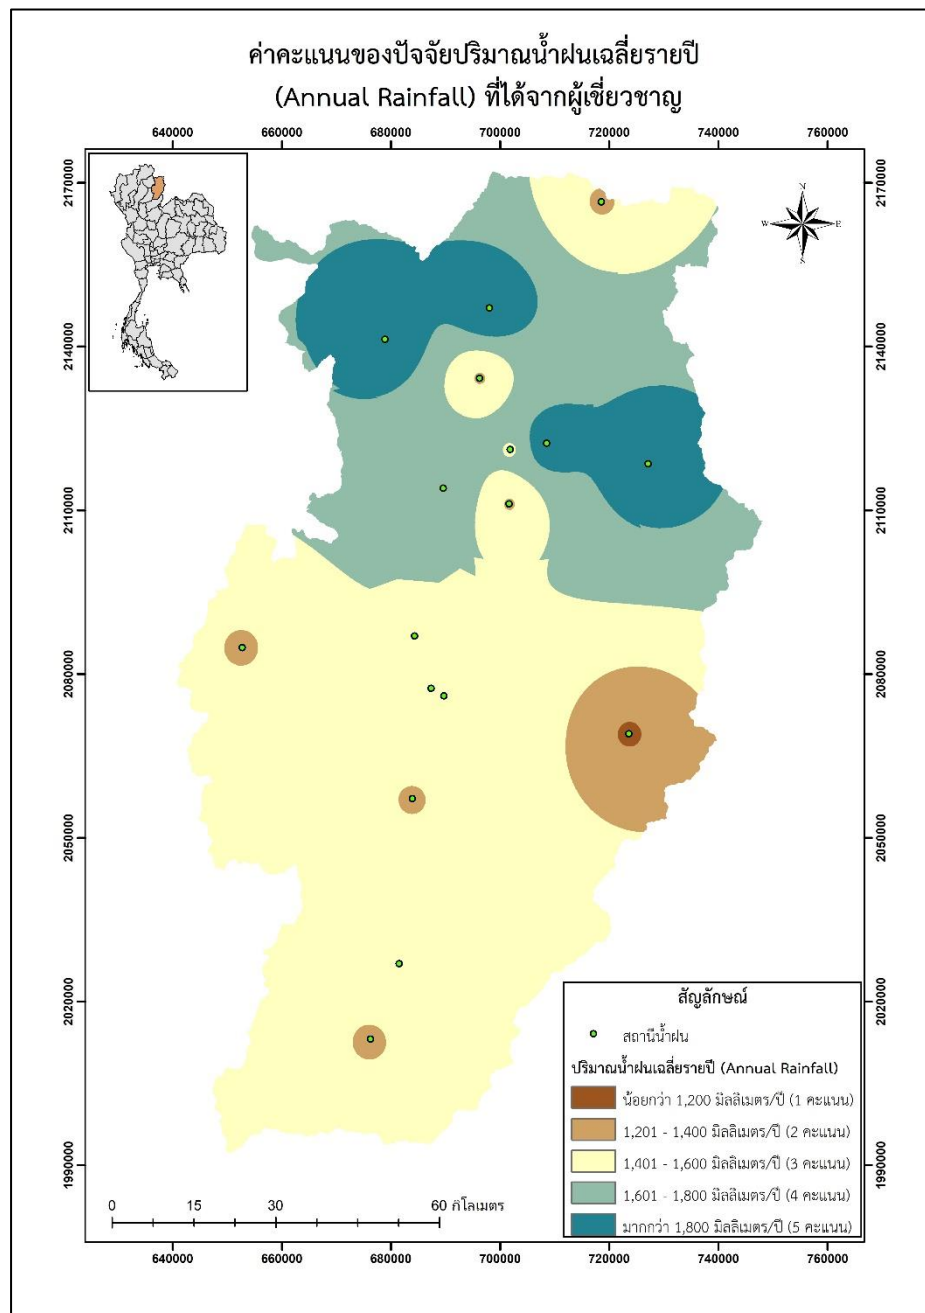 ค่าคะแนนของปัจจัยปริมาณน้ำฝนเฉลี่ยรายปี
(Annual Rainfall) ที่ได้จากผู้เชี่ยวชาญ
640000 660000 680000 700000 720000 740000 760000
2170000 2170000
N
W E
S
2140000 2140000
2110000 2110000
2080000 2080000
2050000 2050000
2020000 2020000
1990000 1990000
สัญลักษณ์
สถานีน้ำฝน
ปริมาณน้ำฝนเฉลี่ยรายปี (Annual Rainfall)
น้อยกว่า 1,200 มิลลิเมตร/ปี (1 คะแนน)
1,201 - 1,400 มิลลิเมตร/ปี (2 คะแนน)
1,401 - 1,600 มิลลิเมตร/ปี (3 คะแนน)
1,601 - 1,800 มิลลิเมตร/ปี (4 คะแนน)
มากกว่า 1,800 มิลลิเมตร/ปี (5 คะแนน)
0 15 30 60 กิโลเมตร
640000 660000 680000 700000 720000 740000 760000